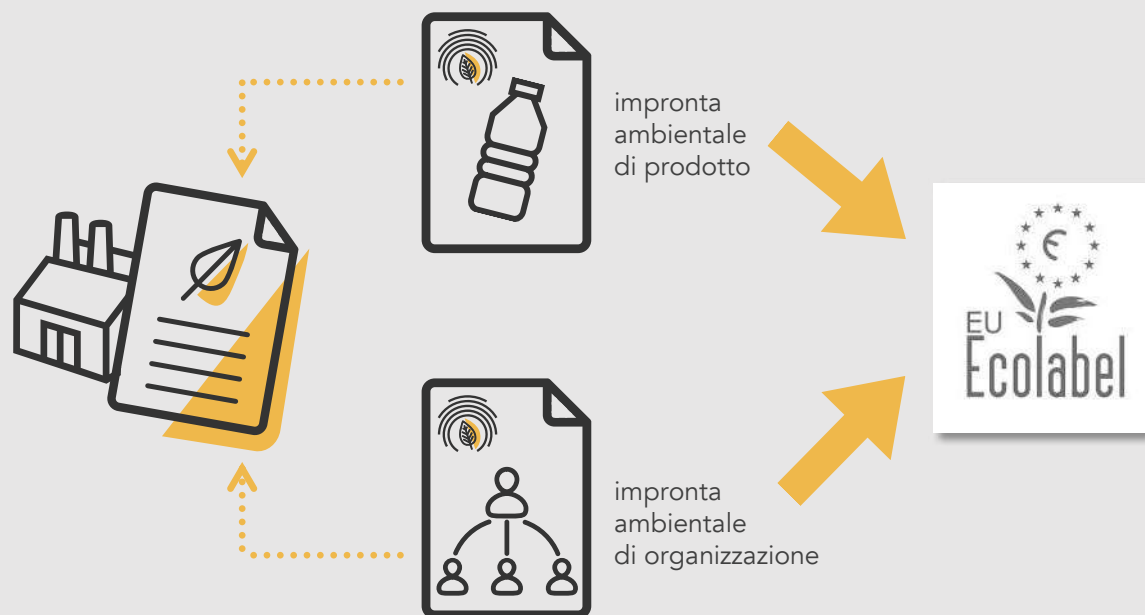 impronta
ambientale
di prodotto
EU
Ecolabel
impronta
ambientale
di organizzazione